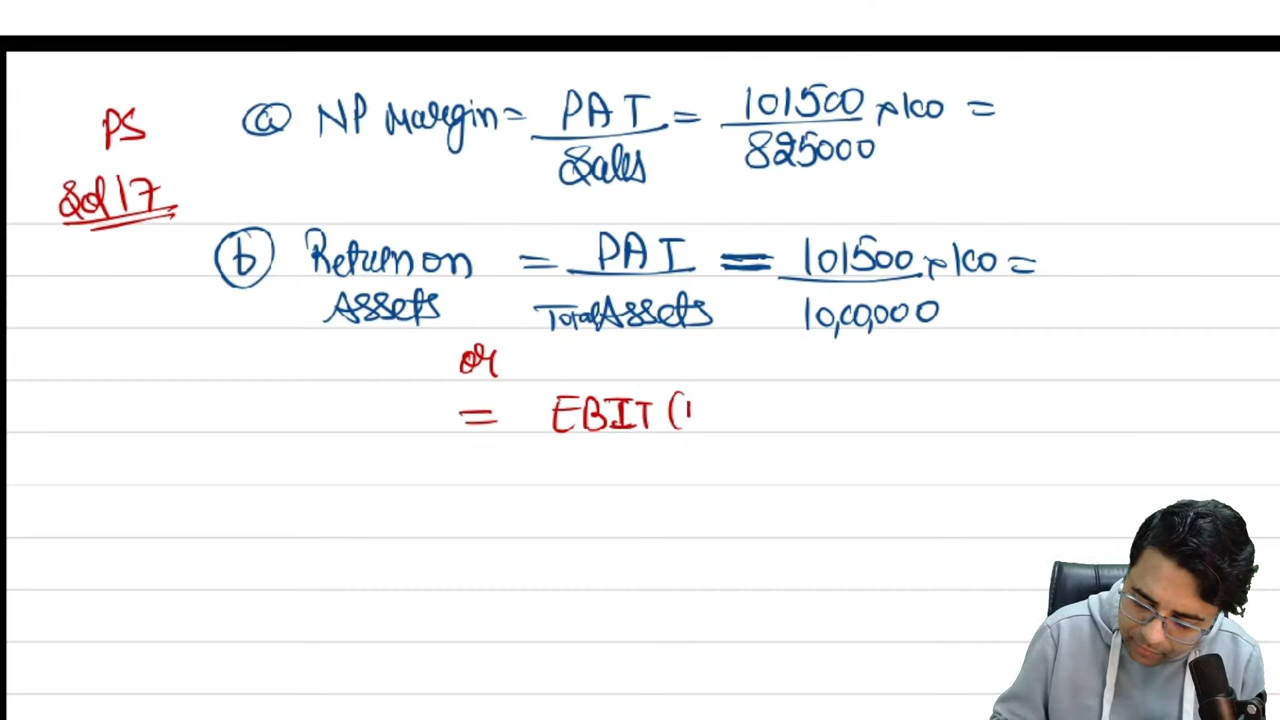 PS
Sol 17
(a) NP Margin = PAT / Sales = 101500 / 825000 × 100 =
(b) Return on Assets = PAT / Total Assets = 101500 / 10,00,000 × 100 =
or
= EBIT (1